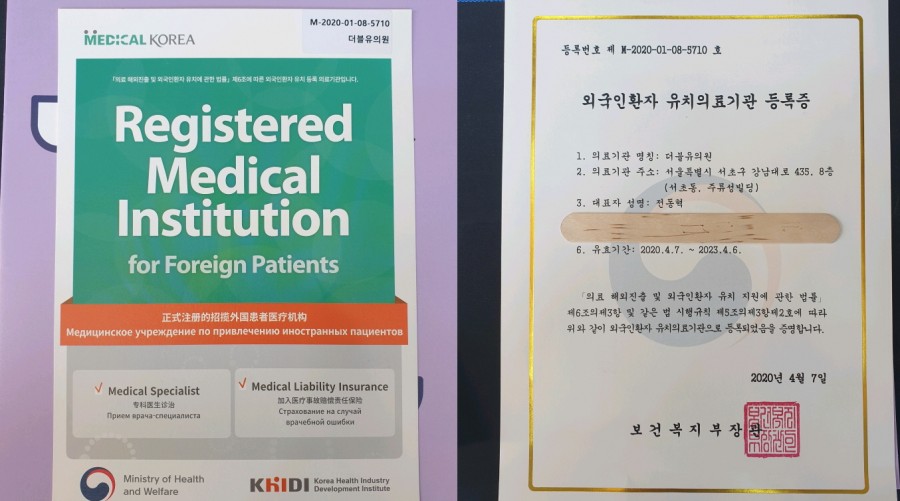 MEDICAL KOREA
M-2020-01-08-5710
더블유의원
「의료 해외진출 및 외국인환자 유치에 관한 법률」 제6조에 따른 외국인환자 유치 등록 의료기관입니다.
Registered
Medical
Institution
for Foreign Patients
正式注册的招揽外国患者医疗机构
Медицинское учреждение по привлечению иностранных пациентов
Medical Specialist
专科医生诊治
Прием врача-специалиста
Medical Liability Insurance
加入医疗事故赔偿责任保险
Страхование на случай
врачебной ошибки
Ministry of Health
and Welfare
KHIDI Korea Health Industry
Development Institute
등록번호 제 M-2020-01-08-5710 호
외국인환자 유치의료기관 등록증
1. 의료기관 명칭: 더블유의원
2. 의료기관 주소: 서울특별시 서초구 강남대로 435, 8층
(서초동, 주류성빌딩)
3. 대표자 성명: 전동혁
6. 유효기간: 2020.4.7. ~ 2023.4.6.
「의료 해외진출 및 외국인환자 유치 지원에 관한 법률」
제6조의제3항 및 같은 법 시행규칙 제5조의제3항제2호에 따라
위와 같이 외국인환자 유치의료기관으로 등록되었음을 증명합니다.
2020년 4월 7일
보건복지부장관